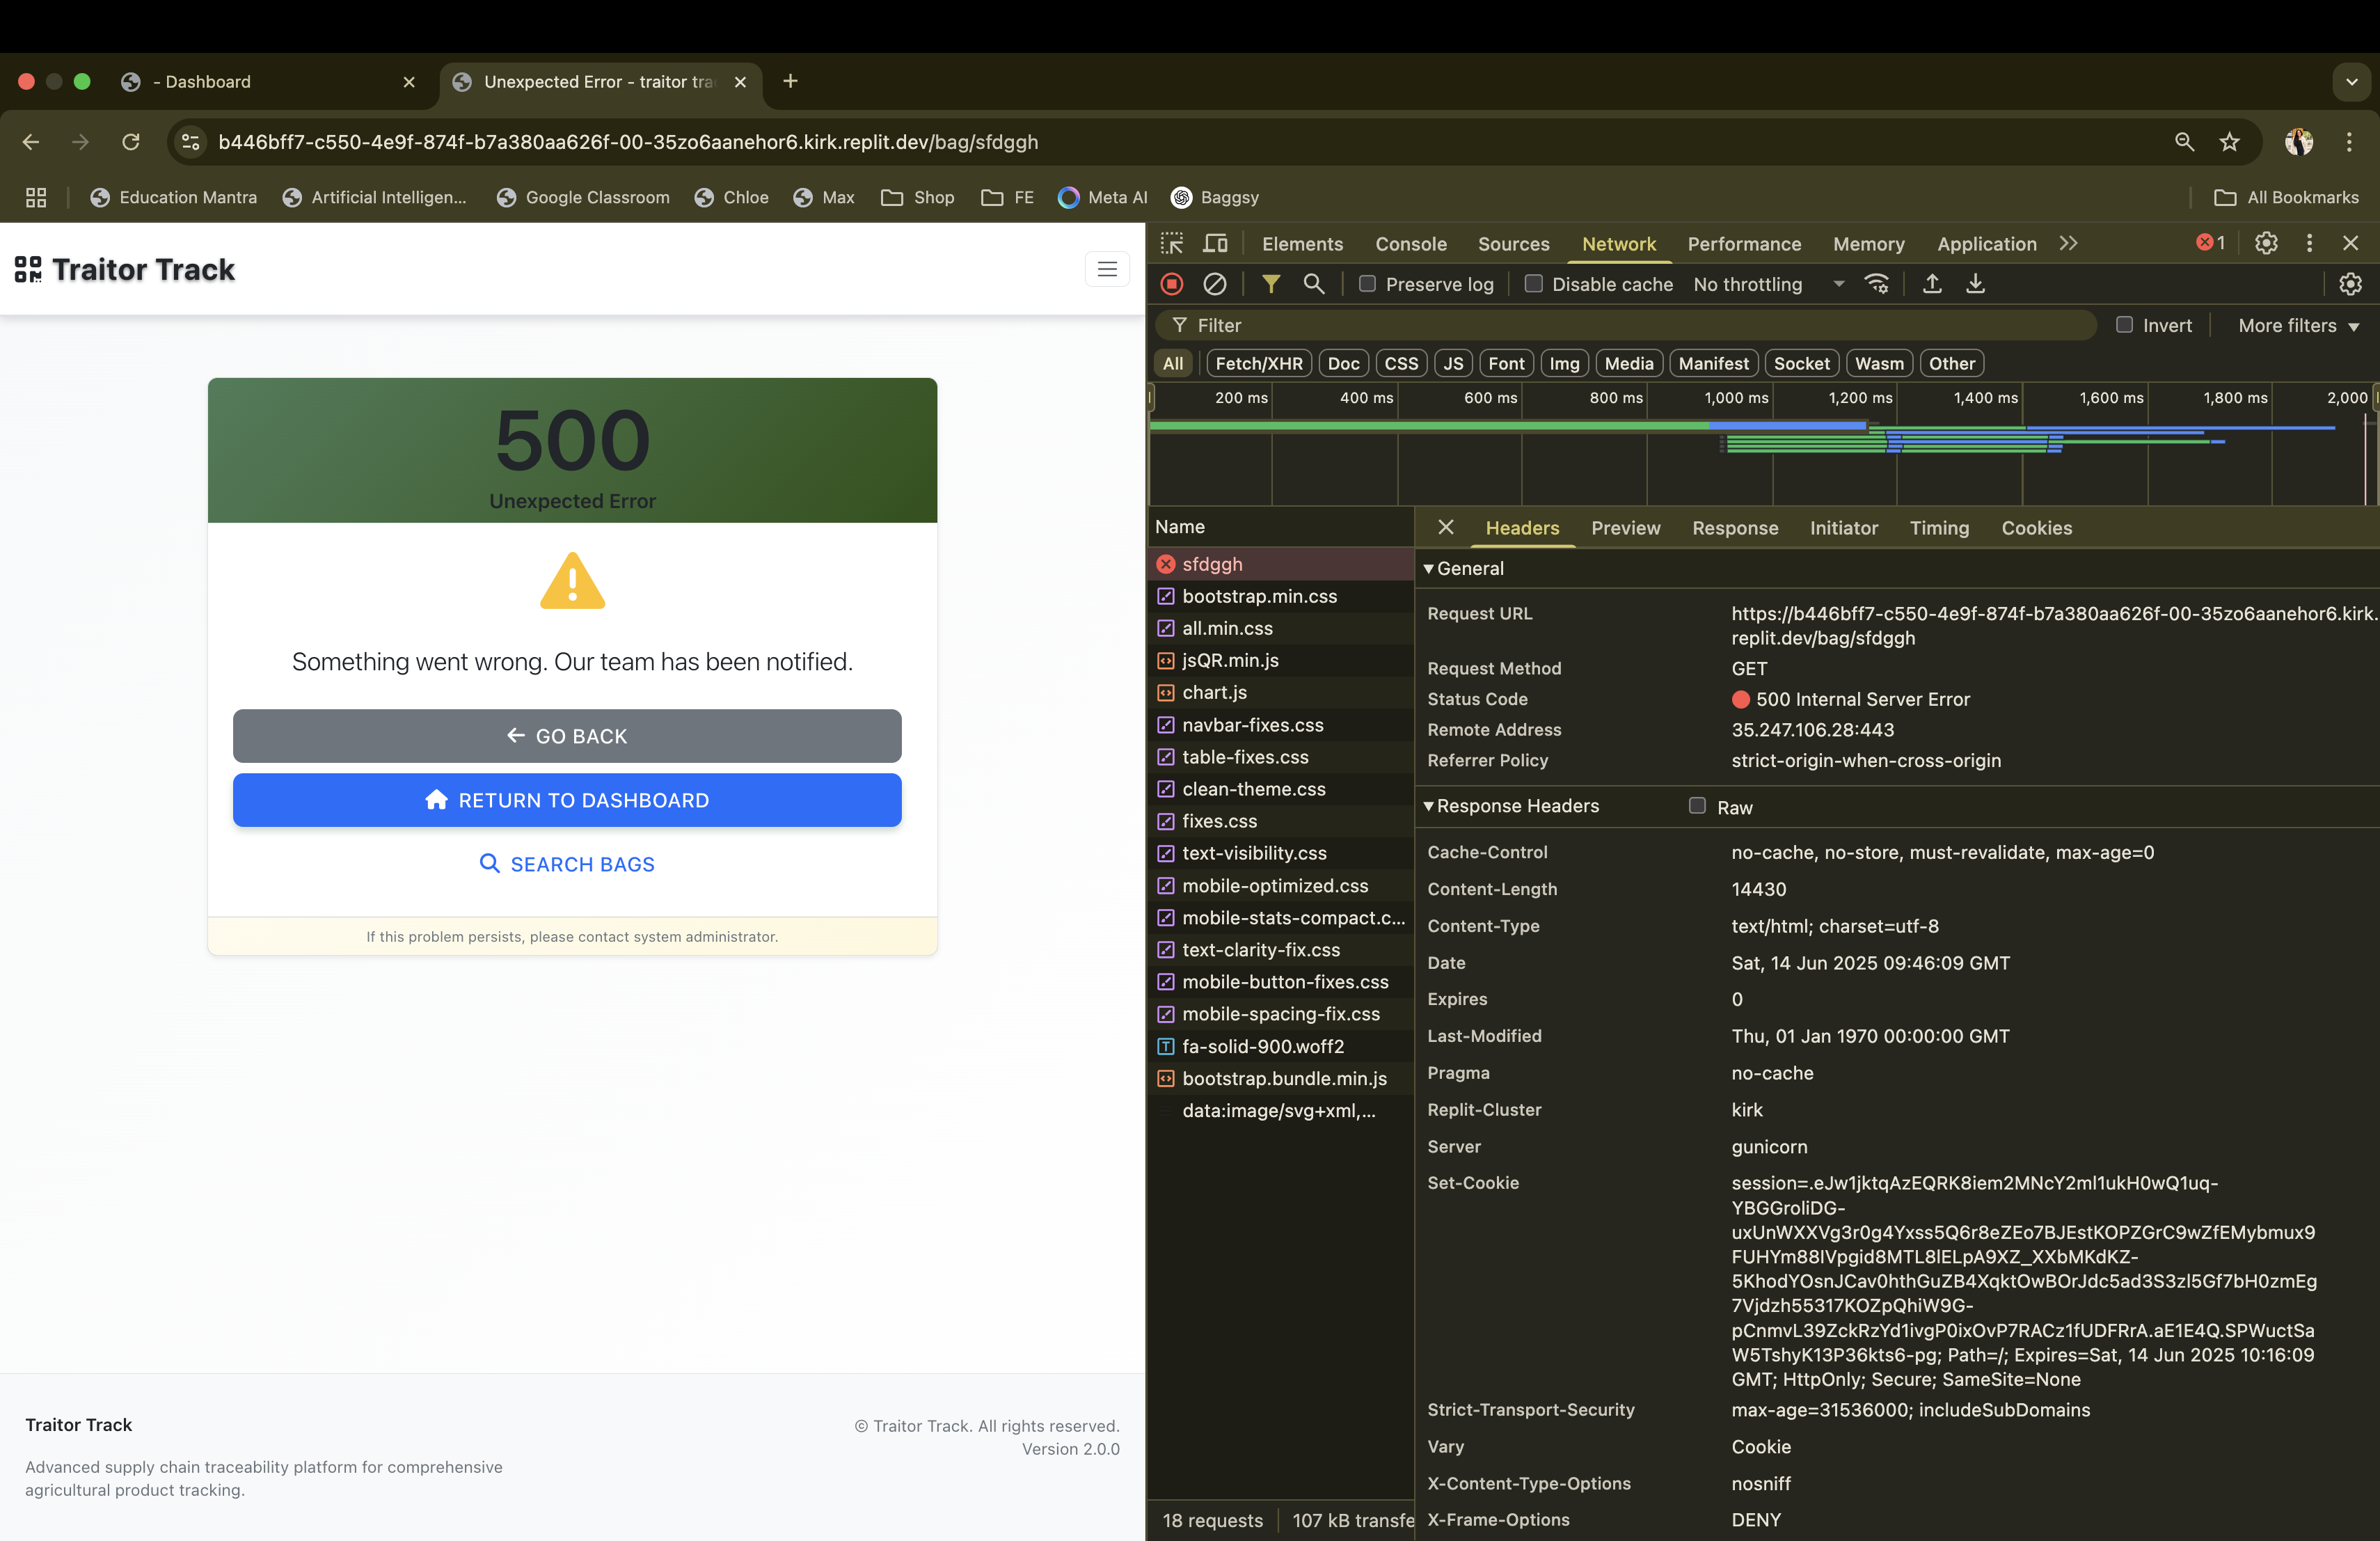 - Dashboard
Unexpected Error - traitor tra
b446bff7-c550-4e9f-874f-b7a380aa626f-00-35zo6aanehor6.kirk.replit.dev/bag/sfdggh
Education Mantra
Artificial Intelligen...
Google Classroom
Chloe
Max
Shop
FE
Meta AI
Baggsy
All Bookmarks
Traitor Track
500
Unexpected Error
Something went wrong. Our team has been notified.
GO BACK
RETURN TO DASHBOARD
SEARCH BAGS
If this problem persists, please contact system administrator.
Traitor Track
Advanced supply chain traceability platform for comprehensive
agricultural product tracking.
© Traitor Track. All rights reserved.
Version 2.0.0
Elements Console Sources Network Performance Memory Application 1
Preserve log Disable cache No throttling
Filter Invert More filters
All Fetch/XHR Doc CSS JS Font Img Media Manifest Socket Wasm Other
200 ms 400 ms 600 ms 800 ms 1,000 ms 1,200 ms 1,400 ms 1,600 ms 1,800 ms 2,000
Name
sfdggh
bootstrap.min.css
all.min.css
jsQR.min.js
chart.js
navbar-fixes.css
table-fixes.css
clean-theme.css
fixes.css
text-visibility.css
mobile-optimized.css
mobile-stats-compact.c...
text-clarity-fix.css
mobile-button-fixes.css
mobile-spacing-fix.css
fa-solid-900.woff2
bootstrap.bundle.min.js
data:image/svg+xml,...
18 requests 107 kB transfe
Headers Preview Response Initiator Timing Cookies
General
Request URL https://b446bff7-c550-4e9f-874f-b7a380aa626f-00-35zo6aanehor6.kirk.
replit.dev/bag/sfdggh
Request Method GET
Status Code 500 Internal Server Error
Remote Address 35.247.106.28:443
Referrer Policy strict-origin-when-cross-origin
Response Headers Raw
Cache-Control no-cache, no-store, must-revalidate, max-age=0
Content-Length 14430
Content-Type text/html; charset=utf-8
Date Sat, 14 Jun 2025 09:46:09 GMT
Expires 0
Last-Modified Thu, 01 Jan 1970 00:00:00 GMT
Pragma no-cache
Replit-Cluster kirk
Server gunicorn
Set-Cookie session=.eJw1jktqAzEQRK8iem2MNcY2ml1ukH0wQ1uq-
YBGGroliDG-
uxUnWXXVg3r0g4Yxss5Q6r8eZEo7BJEstKOPZGrC9wZfEMybmux9
FUHYm88lVpgid8MTL8lELpA9XZ_XXbMKdKZ-
5KhodYOsnJCav0hthGuZB4XqktOwBOrJdc5ad3S3zl5Gf7bH0zmEg
7Vjdzh55317KOZpQhiW9G-
pCnmvL39ZckRzYd1ivgP0ixOvP7RACz1fUDFRrA.aE1E4Q.SPWuctSa
W5TshyK13P36kts6-pg; Path=/; Expires=Sat, 14 Jun 2025 10:16:09
GMT; HttpOnly; Secure; SameSite=None
Strict-Transport-Security max-age=31536000; includeSubDomains
Vary Cookie
X-Content-Type-Options nosniff
X-Frame-Options DENY